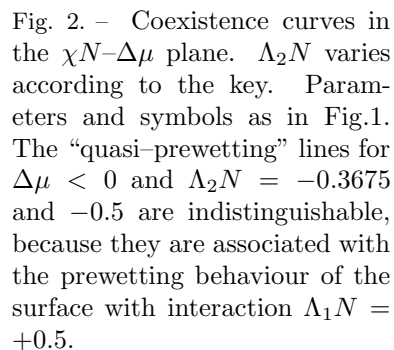 Fig. 2. – Coexistence curves in
the χN–Δμ plane. Λ₂N varies
according to the key. Param-
eters and symbols as in Fig.1.
The “quasi–prewetting” lines for
Δμ < 0 and Λ₂N = −0.3675
and −0.5 are indistinguishable,
because they are associated with
the prewetting behaviour of the
surface with interaction Λ₁N =
+0.5.